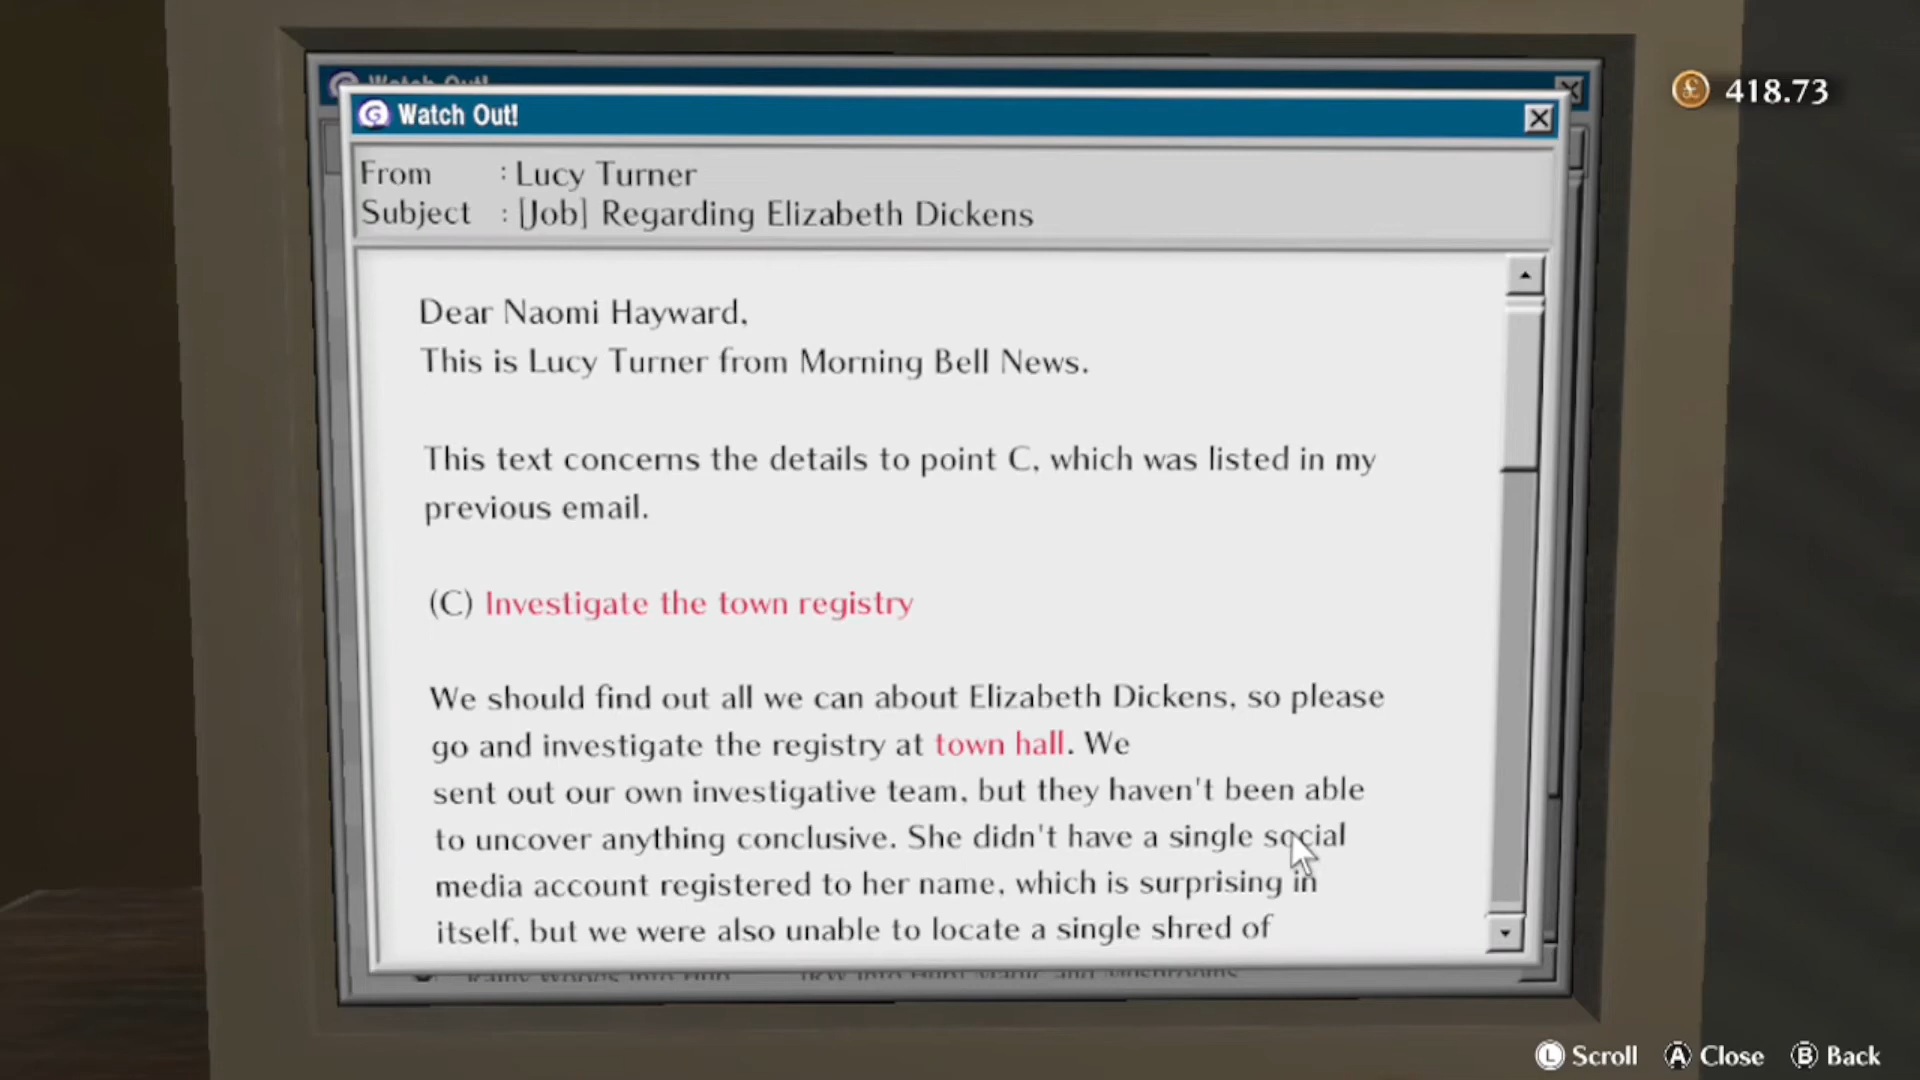 Watch Out!
418.73
Watch Out!
From : Lucy Turner
Subject : [Job] Regarding Elizabeth Dickens
Dear Naomi Hayward,
This is Lucy Turner from Morning Bell News.
This text concerns the details to point C, which was listed in my
previous email.
(C) Investigate the town registry
We should find out all we can about Elizabeth Dickens, so please
go and investigate the registry at town hall. We
sent out our own investigative team, but they haven't been able
to uncover anything conclusive. She didn't have a single social
media account registered to her name, which is surprising in
itself, but we were also unable to locate a single shred of
L Scroll A Close B Back